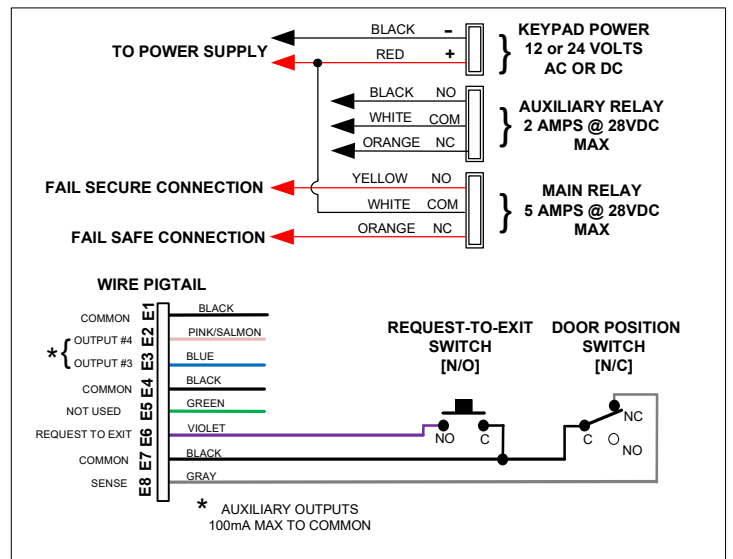 BLACK -
RED +
TO POWER SUPPLY
KEYPAD POWER
12 or 24 VOLTS
AC OR DC
BLACK NO
WHITE COM
ORANGE NC
AUXILIARY RELAY
2 AMPS @ 28VDC
MAX
FAIL SECURE CONNECTION
YELLOW NO
WHITE COM
ORANGE NC
FAIL SAFE CONNECTION
MAIN RELAY
5 AMPS @ 28VDC
MAX
WIRE PIGTAIL
COMMON E1 BLACK
* { OUTPUT #4 E2 PINK/SALMON
OUTPUT #3 E3 BLUE
COMMON E4 BLACK
NOT USED E5 GREEN
REQUEST TO EXIT E6 VIOLET
COMMON E7 BLACK
SENSE E8 GRAY
REQUEST-TO-EXIT
SWITCH
[N/O]
NO C
DOOR POSITION
SWITCH
[N/C]
NC
C NO
* AUXILIARY OUTPUTS
100mA MAX TO COMMON